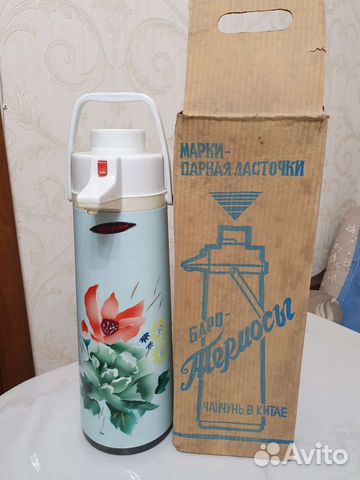 МАРКИ-
ПАРНАЯ ЛАСТОЧКИ
БАРО-
Термосы
ЧАНЧУНЬ В КИТАЕ
Avito